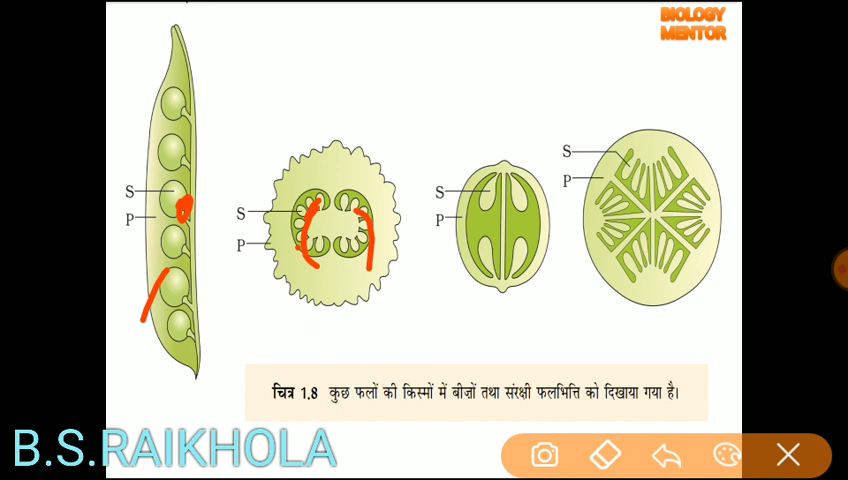 BIOLOGY
MENTOR
S
P
S
P
S
P
S
P
चित्र 1.8 कुछ फलों की किस्मों में बीजों तथा संरक्षी फलभित्ति को दिखाया गया है।
B.S.RAIKHOLA